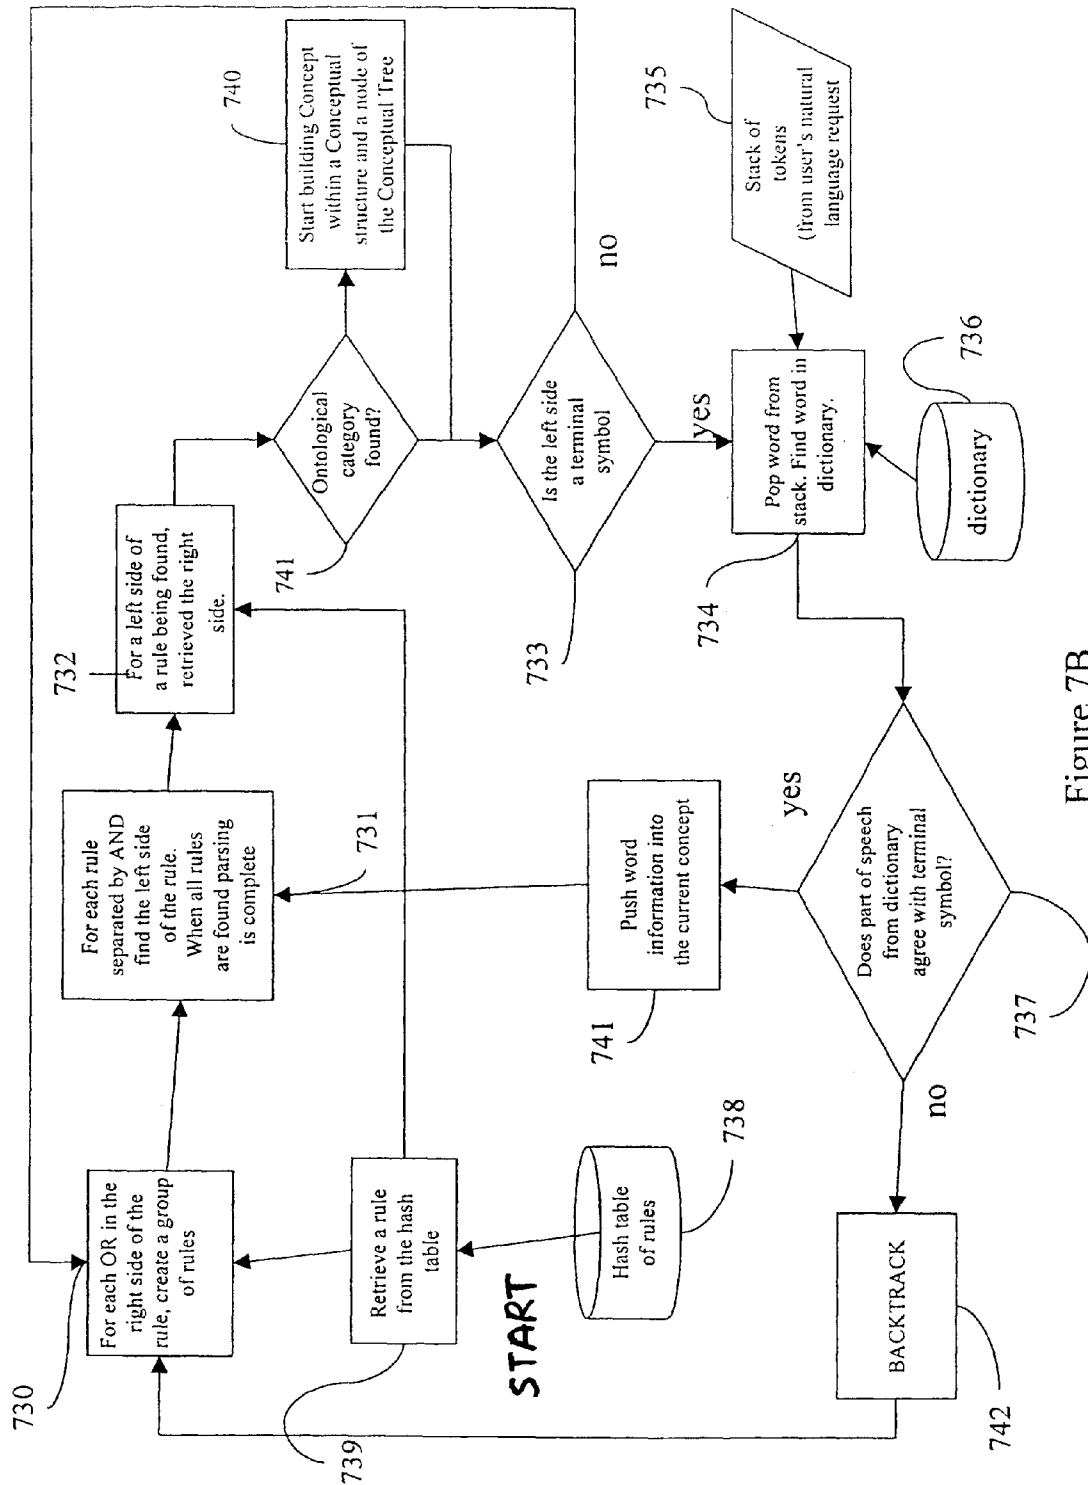 730
For each OR in the
right side of the
rule, create a group
of rules
For each rule
separated by AND
find the left side
of the rule.
When all rules
are found parsing
is complete
732
For a left side of
a rule being found,
retrieved the right
side.
740
Start building Concept
within a Conceptual
structure and a node of
the Conceptual Tree
739
Retrieve a rule
from the hash
table
731
741
Ontological
category
found?
START
Hash table
of rules
738
741
Push word
information into
the current concept
733
Is the left side
a terminal
symbol
no
yes
735
Stack of
tokens
(from user's natural
language request
734
Pop word from
stack. Find word in
dictionary.
736
dictionary
742
BACKTRACK
no
Does part of speech
from dictionary
agree with terminal
symbol?
yes
737
Figure 7B